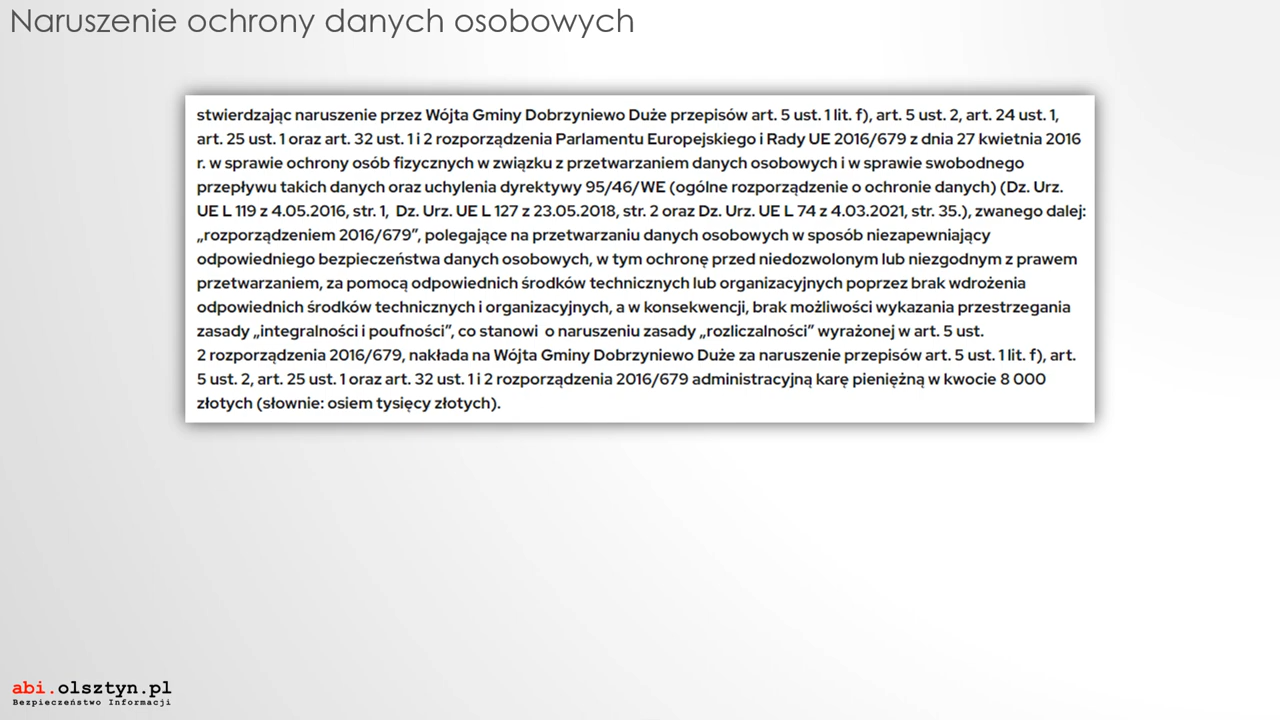 Naruszenie ochrony danych osobowych
stwierdzając naruszenie przez Wójta Gminy Dobrzyniewo Duże przepisów art. 5 ust. 1 lit. f), art. 5 ust. 2, art. 24 ust. 1,
art. 25 ust. 1 oraz art. 32 ust. 1 i 2 rozporządzenia Parlamentu Europejskiego i Rady UE 2016/679 z dnia 27 kwietnia 2016
r. w sprawie ochrony osób fizycznych w związku z przetwarzaniem danych osobowych i w sprawie swobodnego
przepływu takich danych oraz uchylenia dyrektywy 95/46/WE (ogólne rozporządzenie o ochronie danych) (Dz. Urz.
UE L 119 z 4.05.2016, str. 1, Dz. Urz. UE L 127 z 23.05.2018, str. 2 oraz Dz. Urz. UE L 74 z 4.03.2021, str. 35.), zwanego dalej:
„rozporządzeniem 2016/679”, polegające na przetwarzaniu danych osobowych w sposób niezapewniający
odpowiedniego bezpieczeństwa danych osobowych, w tym ochronę przed niedozwolonym lub niezgodnym z prawem
przetwarzaniem, za pomocą odpowiednich środków technicznych lub organizacyjnych poprzez brak wdrożenia
odpowiednich środków technicznych i organizacyjnych, a w konsekwencji, brak możliwości wykazania przestrzegania
zasady „integralności i poufności”, co stanowi o naruszeniu zasady „rozliczalności” wyrażonej w art. 5 ust.
2 rozporządzenia 2016/679, nakłada na Wójta Gminy Dobrzyniewo Duże za naruszenie przepisów art. 5 ust. 1 lit. f), art.
5 ust. 2, art. 25 ust. 1 oraz art. 32 ust. 1 i 2 rozporządzenia 2016/679 administracyjną karę pieniężną w kwocie 8 000
złotych (słownie: osiem tysięcy złotych).
abi.olsztyn.pl
Bezpieczeństwo Informacji